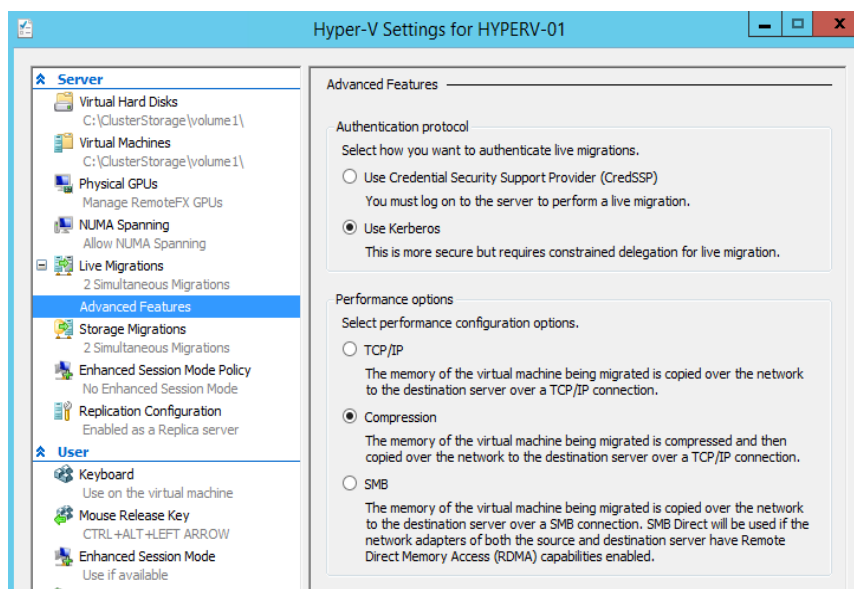 Hyper-V Settings for HYPERV-01
Server
Virtual Hard Disks
C:\ClusterStorage\volume1\
Virtual Machines
C:\ClusterStorage\volume1\
Physical GPUs
Manage RemoteFX GPUs
NUMA Spanning
Allow NUMA Spanning
Live Migrations
2 Simultaneous Migrations
Advanced Features
Storage Migrations
2 Simultaneous Migrations
Enhanced Session Mode Policy
No Enhanced Session Mode
Replication Configuration
Enabled as a Replica server
User
Keyboard
Use on the virtual machine
Mouse Release Key
CTRL+ALT+LEFT ARROW
Enhanced Session Mode
Use if available
Advanced Features
Authentication protocol
Select how you want to authenticate live migrations.
Use Credential Security Support Provider (CredSSP)
You must log on to the server to perform a live migration.
Use Kerberos
This is more secure but requires constrained delegation for live migration.
Performance options
Select performance configuration options.
TCP/IP
The memory of the virtual machine being migrated is copied over the network
to the destination server over a TCP/IP connection.
Compression
The memory of the virtual machine being migrated is compressed and then
copied over the network to the destination server over a TCP/IP connection.
SMB
The memory of the virtual machine being migrated is copied over the network
to the destination server over a SMB connection. SMB Direct will be used if the
network adapters of both the source and destination server have Remote
Direct Memory Access (RDMA) capabilities enabled.